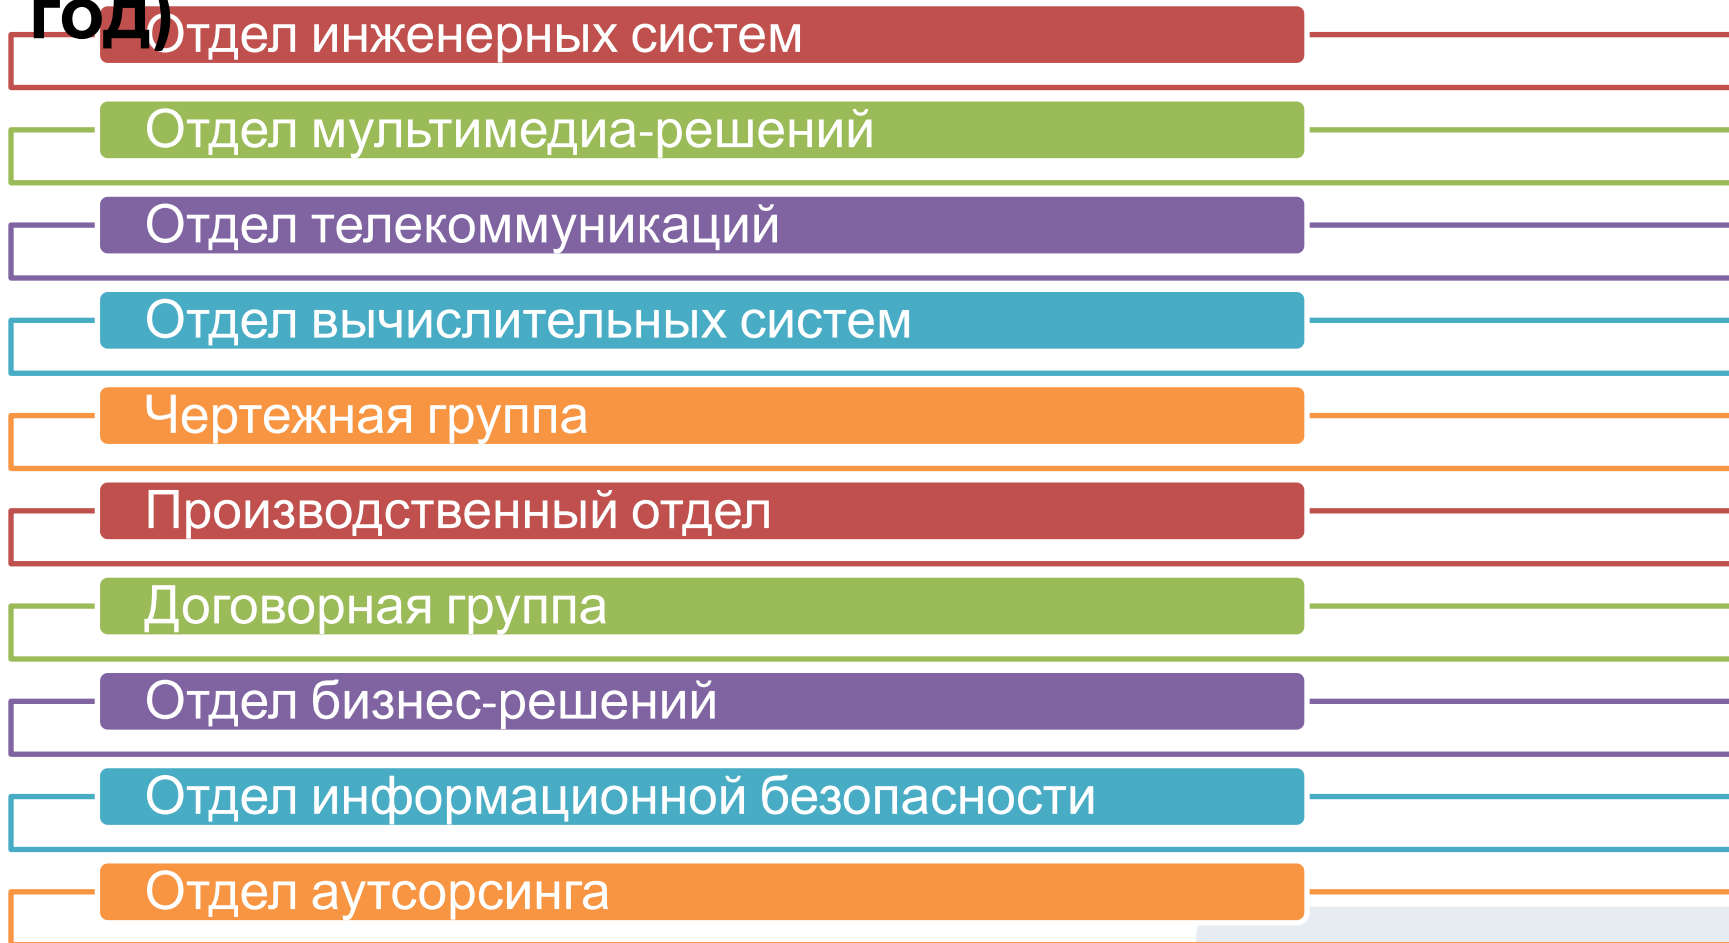 год)
Отдел инженерных систем
Отдел мультимедиа-решений
Отдел телекоммуникаций
Отдел вычислительных систем
Чертежная группа
Производственный отдел
Договорная группа
Отдел бизнес-решений
Отдел информационной безопасности
Отдел аутсорсинга